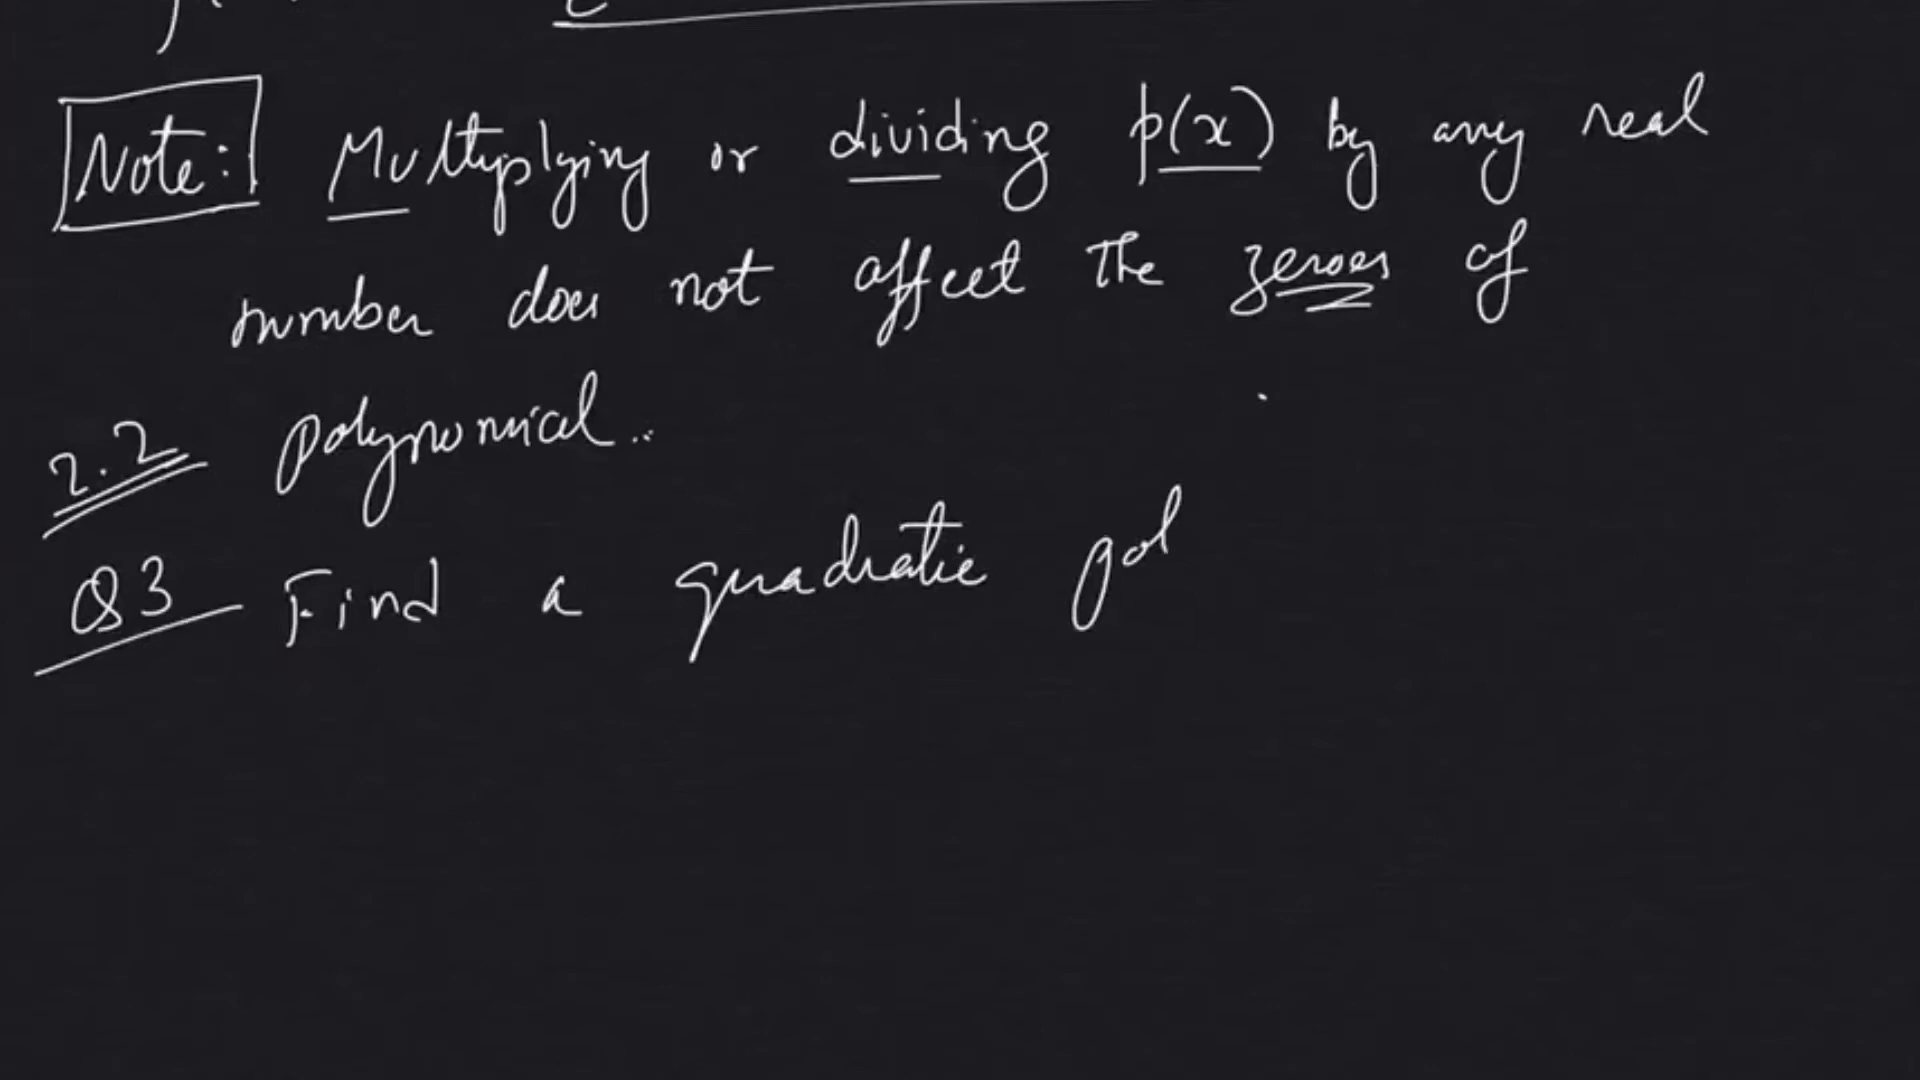 Note: Multiplying or dividing p(x) by any real
number does not affect the zeroes of
2.2 polynomial..
Q3 Find a quadratic pol